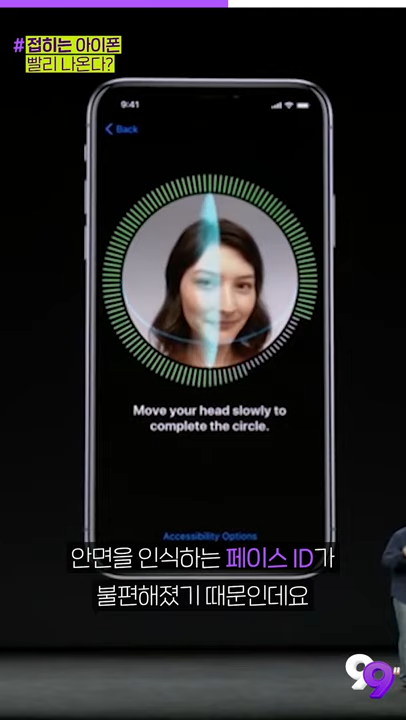 #접히는 아이폰
빨리 나온다?
9:41
Back
Move your head slowly to
complete the circle.
Accessibility Options
안면을 인식하는 페이스 ID가
불편해졌기 때문인데요
99"